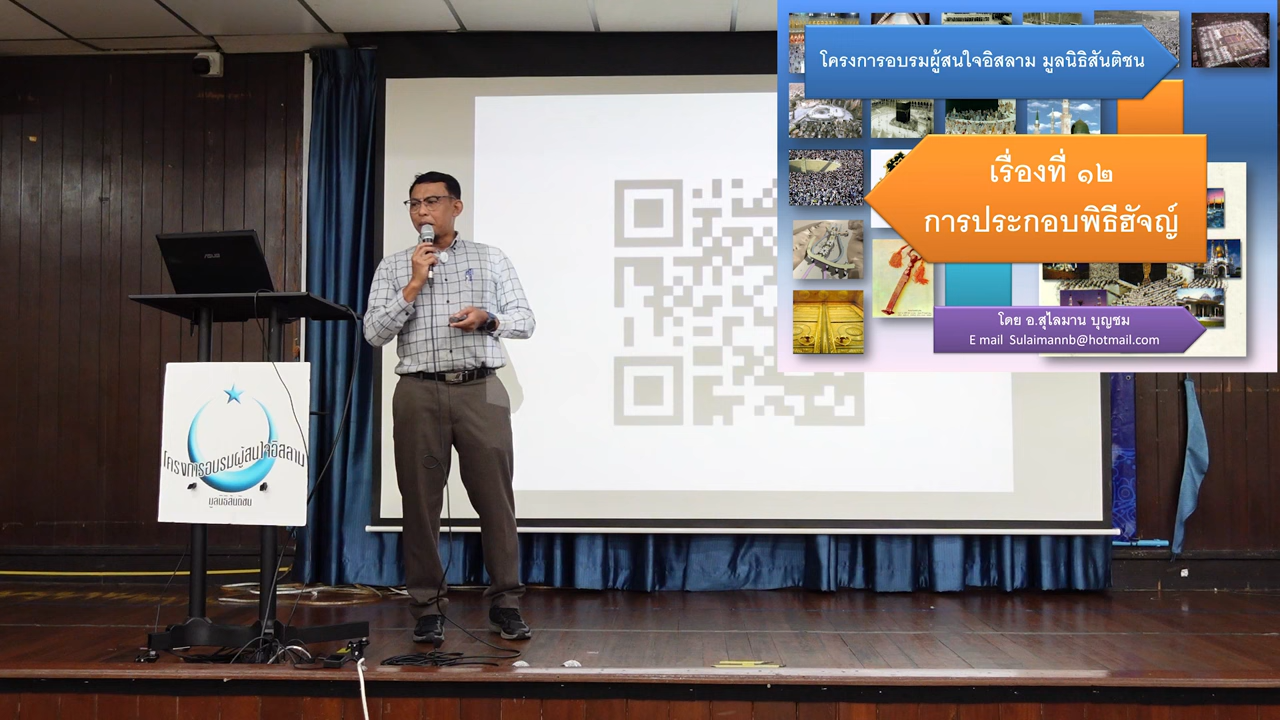 โครงการอบรมผู้สนใจอิสลาม มูลนิธิสันติชน
เรื่องที่ ๑๒
การประกอบพิธีฮัจญ์
โดย อ.สุไลมาน บุญชม
E mail Sulaimannb@hotmail.com
ASUS
โครงการอบรมผู้สนใจอิสลาม
มูลนิธิสันติชน